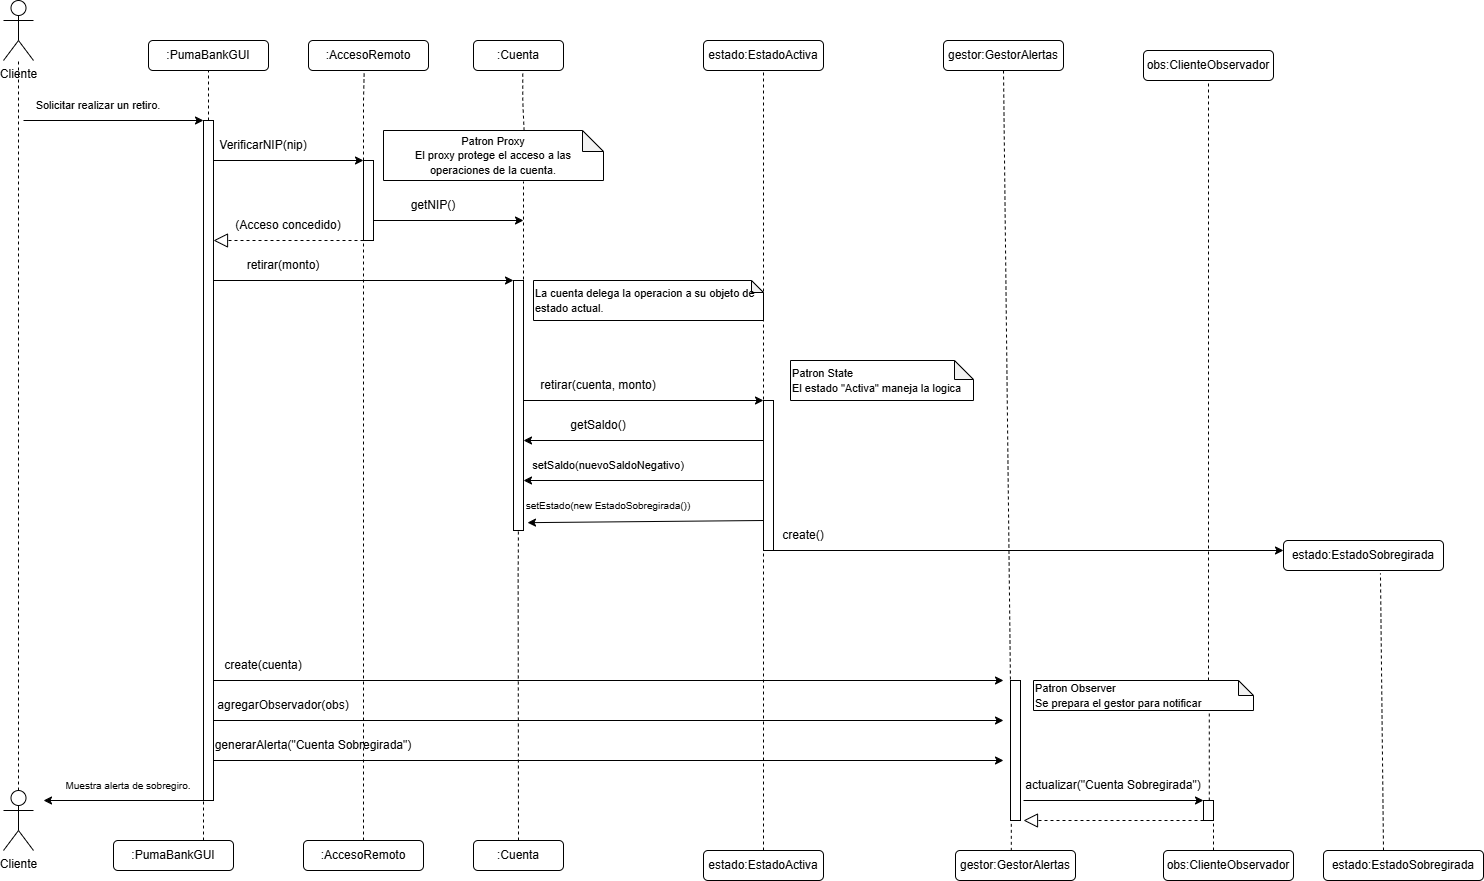 Cliente
:PumaBankGUI
:AccesoRemoto
:Cuenta
estado:EstadoActiva
gestor:GestorAlertas
obs:ClienteObservador
Solicitar realizar un retiro.
VerificarNIP(nip)
Patron Proxy
El proxy protege el acceso a las
operaciones de la cuenta.
getNIP()
(Acceso concedido)
retirar(monto)
La cuenta delega la operacion a su objeto de
estado actual.
Patron State
El estado "Activa" maneja la logica
retirar(cuenta, monto)
getSaldo()
setSaldo(nuevoSaldoNegativo)
setEstado(new EstadoSobregirada())
create()
estado:EstadoSobregirada
create(cuenta)
Patron Observer
Se prepara el gestor para notificar
agregarObservador(obs)
generarAlerta("Cuenta Sobregirada")
Muestra alerta de sobregiro.
actualizar("Cuenta Sobregirada")
Cliente
:PumaBankGUI
:AccesoRemoto
:Cuenta
estado:EstadoActiva
gestor:GestorAlertas
obs:ClienteObservador
estado:EstadoSobregirada